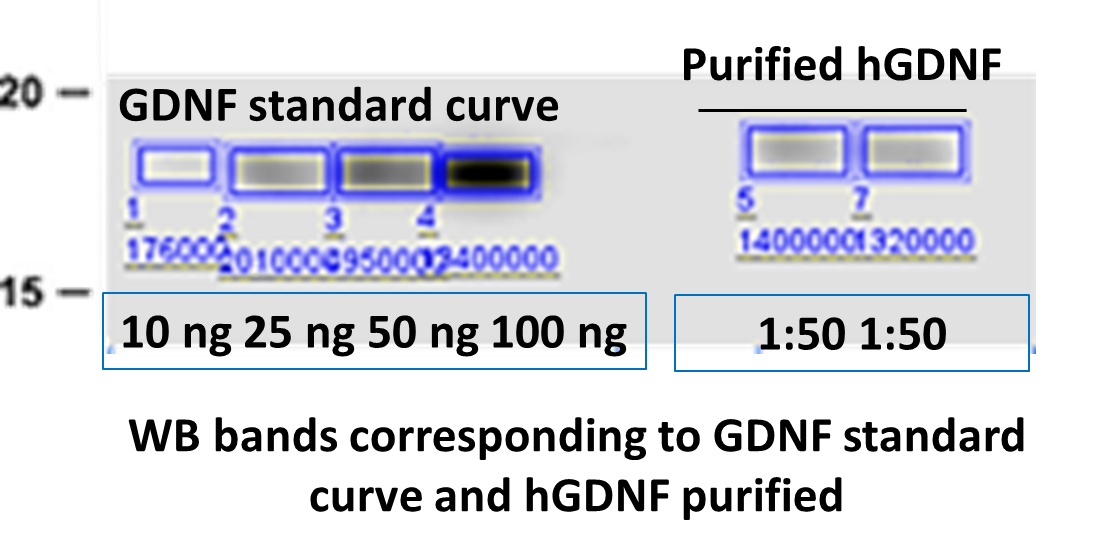 Purified hGDNF
20
GDNF standard curve
1 2 3 4
5 7
176000
1400000 1320000
15
10 ng 25 ng 50 ng 100 ng
1:50 1:50
WB bands corresponding to GDNF standard
curve and hGDNF purified